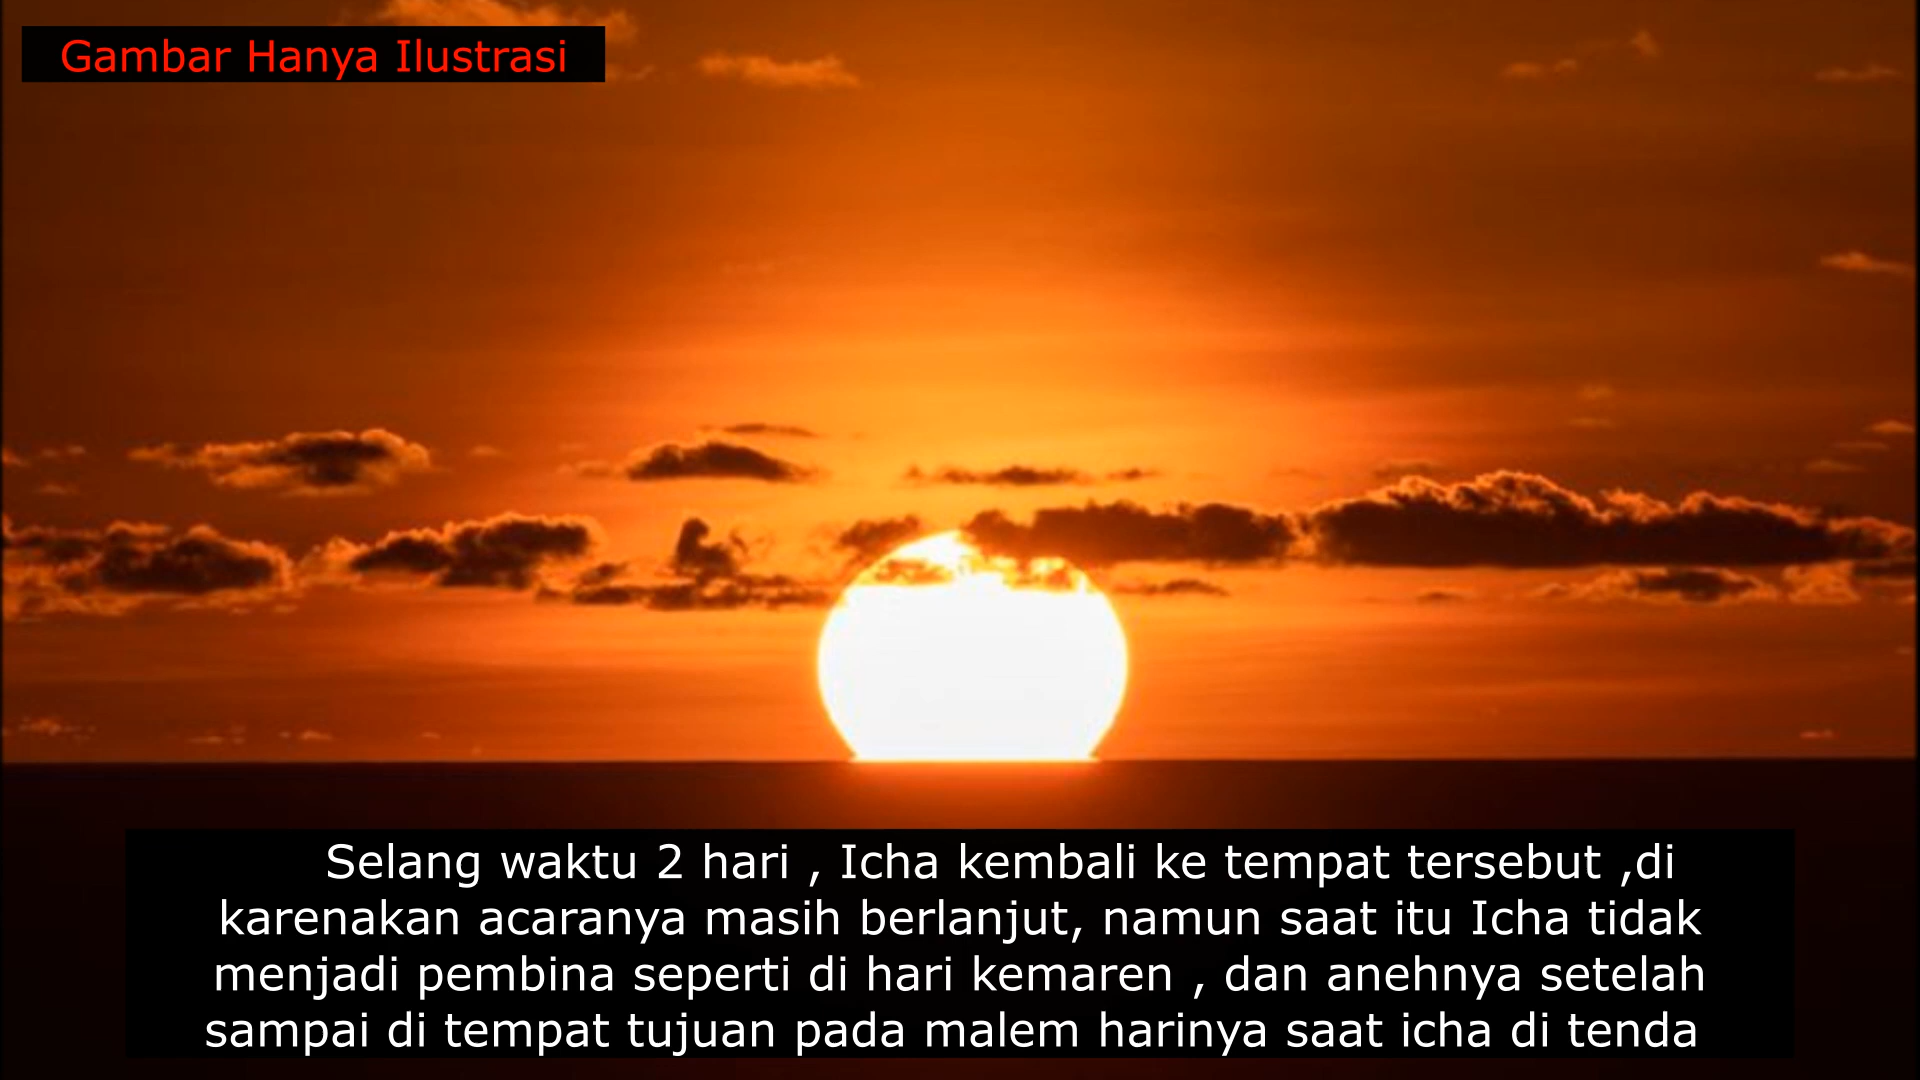 Gambar Hanya Ilustrasi
Selang waktu 2 hari , Icha kembali ke tempat tersebut ,di
karenakan acaranya masih berlanjut, namun saat itu Icha tidak
menjadi pembina seperti di hari kemaren , dan anehnya setelah
sampai di tempat tujuan pada malem harinya saat icha di tenda